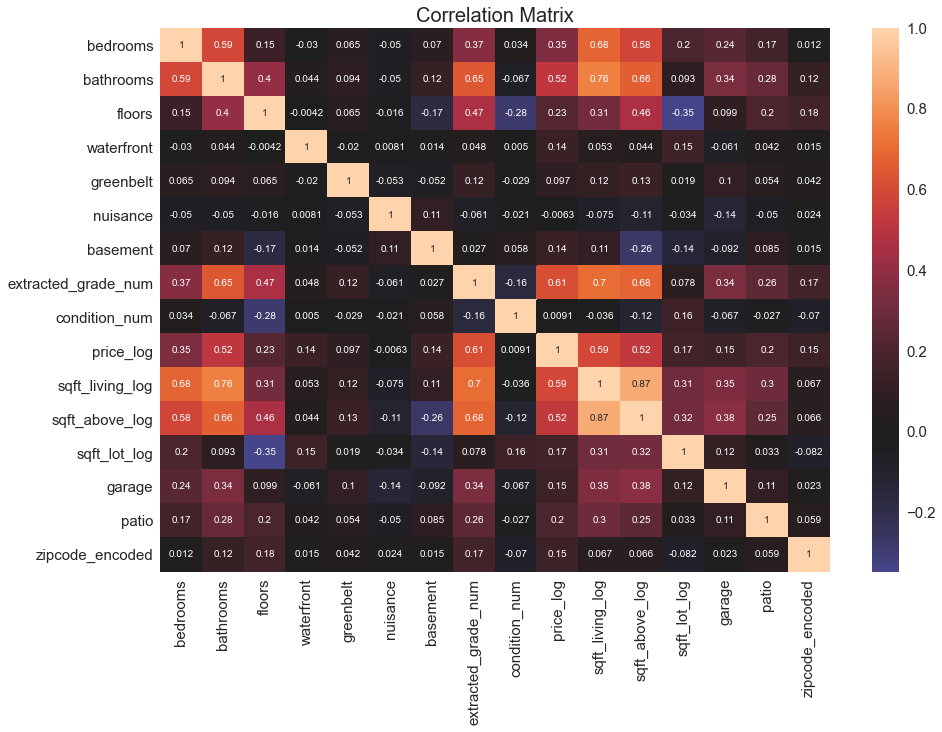 Correlation Matrix
bedrooms 1 0.59 0.15 -0.03 0.065 -0.05 0.07 0.37 0.034 0.35 0.68 0.58 0.2 0.24 0.17 0.012
bathrooms 0.59 1 0.4 0.044 0.094 -0.05 0.12 0.65 -0.067 0.52 0.76 0.66 0.093 0.34 0.28 0.12
floors 0.15 0.4 1 -0.0042 0.065 -0.016 -0.17 0.47 -0.28 0.23 0.31 0.46 -0.35 0.099 0.2 0.18
waterfront -0.03 0.044 -0.0042 1 -0.02 0.0081 0.014 0.048 0.005 0.14 0.053 0.044 0.15 -0.061 0.042 0.015
greenbelt 0.065 0.094 0.065 -0.02 1 -0.053 -0.052 0.12 -0.029 0.097 0.12 0.13 0.019 0.1 0.054 0.042
nuisance -0.05 -0.05 -0.016 0.0081 -0.053 1 0.11 -0.061 -0.021 -0.0063 -0.075 -0.11 -0.034 -0.14 -0.05 0.024
basement 0.07 0.12 -0.17 0.014 -0.052 0.11 1 0.027 0.058 0.14 0.11 -0.26 -0.14 -0.092 0.085 0.015
extracted_grade_num 0.37 0.65 0.47 0.048 0.12 -0.061 0.027 1 -0.16 0.61 0.7 0.68 0.078 0.34 0.26 0.17
condition_num 0.034 -0.067 -0.28 0.005 -0.029 -0.021 0.058 -0.16 1 0.0091 -0.036 -0.12 0.16 -0.067 -0.027 -0.07
price_log 0.35 0.52 0.23 0.14 0.097 -0.0063 0.14 0.61 0.0091 1 0.59 0.52 0.17 0.15 0.2 0.15
sqft_living_log 0.68 0.76 0.31 0.053 0.12 -0.075 0.11 0.7 -0.036 0.59 1 0.87 0.31 0.35 0.3 0.067
sqft_above_log 0.58 0.66 0.46 0.044 0.13 -0.11 -0.26 0.68 -0.12 0.52 0.87 1 0.32 0.38 0.25 0.066
sqft_lot_log 0.2 0.093 -0.35 0.15 0.019 -0.034 -0.14 0.078 0.16 0.17 0.31 0.32 1 0.12 0.033 -0.082
garage 0.24 0.34 0.099 -0.061 0.1 -0.14 -0.092 0.34 -0.067 0.15 0.35 0.38 0.12 1 0.11 0.023
patio 0.17 0.28 0.2 0.042 0.054 -0.05 0.085 0.26 -0.027 0.2 0.3 0.25 0.033 0.11 1 0.059
zipcode_encoded 0.012 0.12 0.18 0.015 0.042 0.024 0.015 0.17 -0.07 0.15 0.067 0.066 -0.082 0.023 0.059 1
bedrooms
bathrooms
floors
waterfront
greenbelt
nuisance
basement
extracted_grade_num
condition_num
price_log
sqft_living_log
sqft_above_log
sqft_lot_log
garage
patio
zipcode_encoded
1.0
0.8
0.6
0.4
0.2
0.0
−0.2